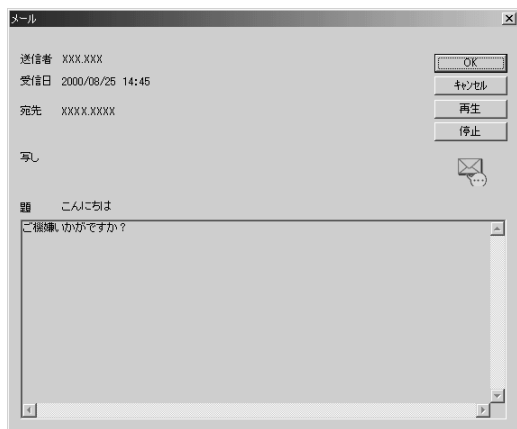 メール
送信者 XXX.XXX
受信日 2000/08/25 14:45
宛先 XXXX.XXXX
写し
題 こんにちは
ご機嫌いかがですか？
OK
キャンセル
再生
停止